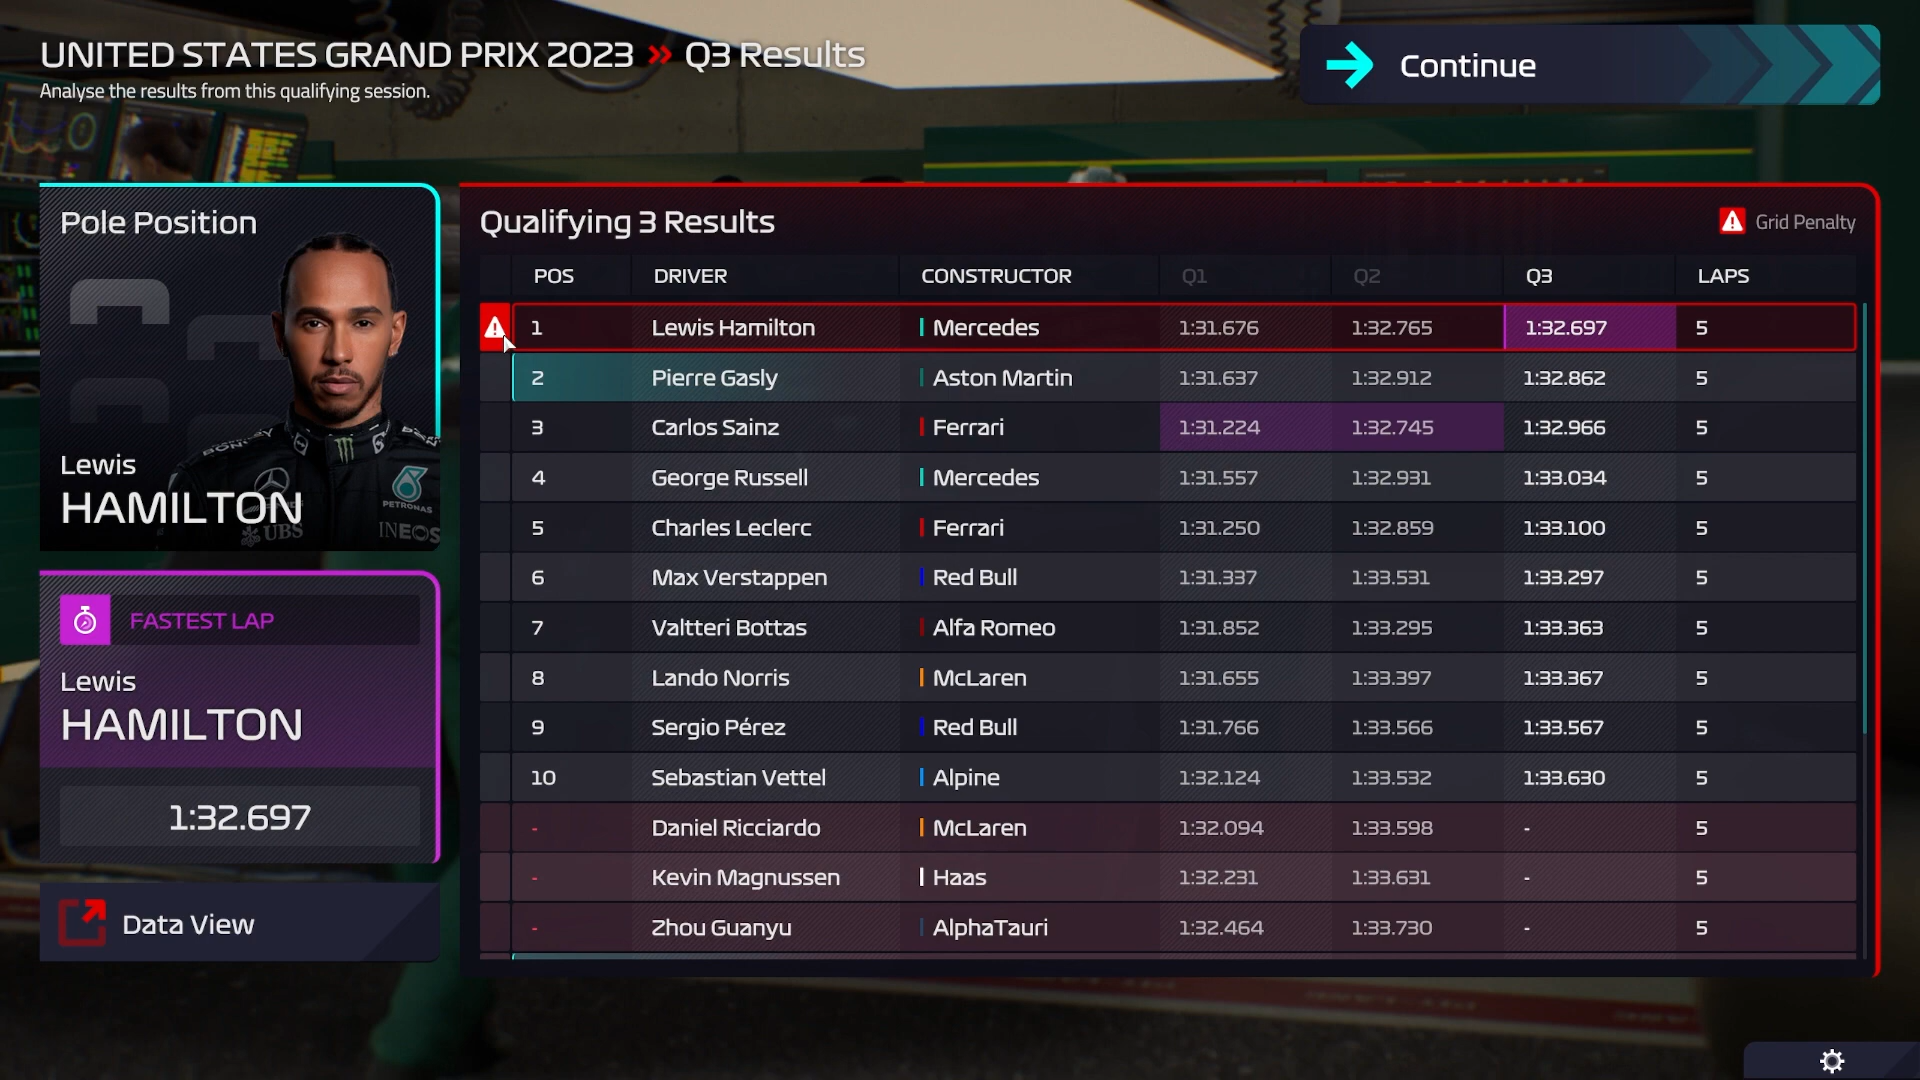 UNITED STATES GRAND PRIX 2023 » Q3 Results
Analyse the results from this qualifying session.
Continue
Pole Position
Lewis
HAMILTON
PETRONAS
UBS
INEOS
FASTEST LAP
Lewis
HAMILTON
1:32.697
Data View
Qualifying 3 Results
Grid Penalty
POS DRIVER CONSTRUCTOR Q1 Q2 Q3 LAPS
1 Lewis Hamilton Mercedes 1:31.676 1:32.765 1:32.697 5
2 Pierre Gasly Aston Martin 1:31.637 1:32.912 1:32.862 5
3 Carlos Sainz Ferrari 1:31.224 1:32.745 1:32.966 5
4 George Russell Mercedes 1:31.557 1:32.931 1:33.034 5
5 Charles Leclerc Ferrari 1:31.250 1:32.859 1:33.100 5
6 Max Verstappen Red Bull 1:31.337 1:33.531 1:33.297 5
7 Valtteri Bottas Alfa Romeo 1:31.852 1:33.295 1:33.363 5
8 Lando Norris McLaren 1:31.655 1:33.397 1:33.367 5
9 Sergio Pérez Red Bull 1:31.766 1:33.566 1:33.567 5
10 Sebastian Vettel Alpine 1:32.124 1:33.532 1:33.630 5
- Daniel Ricciardo McLaren 1:32.094 1:33.598 - 5
- Kevin Magnussen Haas 1:32.231 1:33.631 - 5
- Zhou Guanyu AlphaTauri 1:32.464 1:33.730 - 5